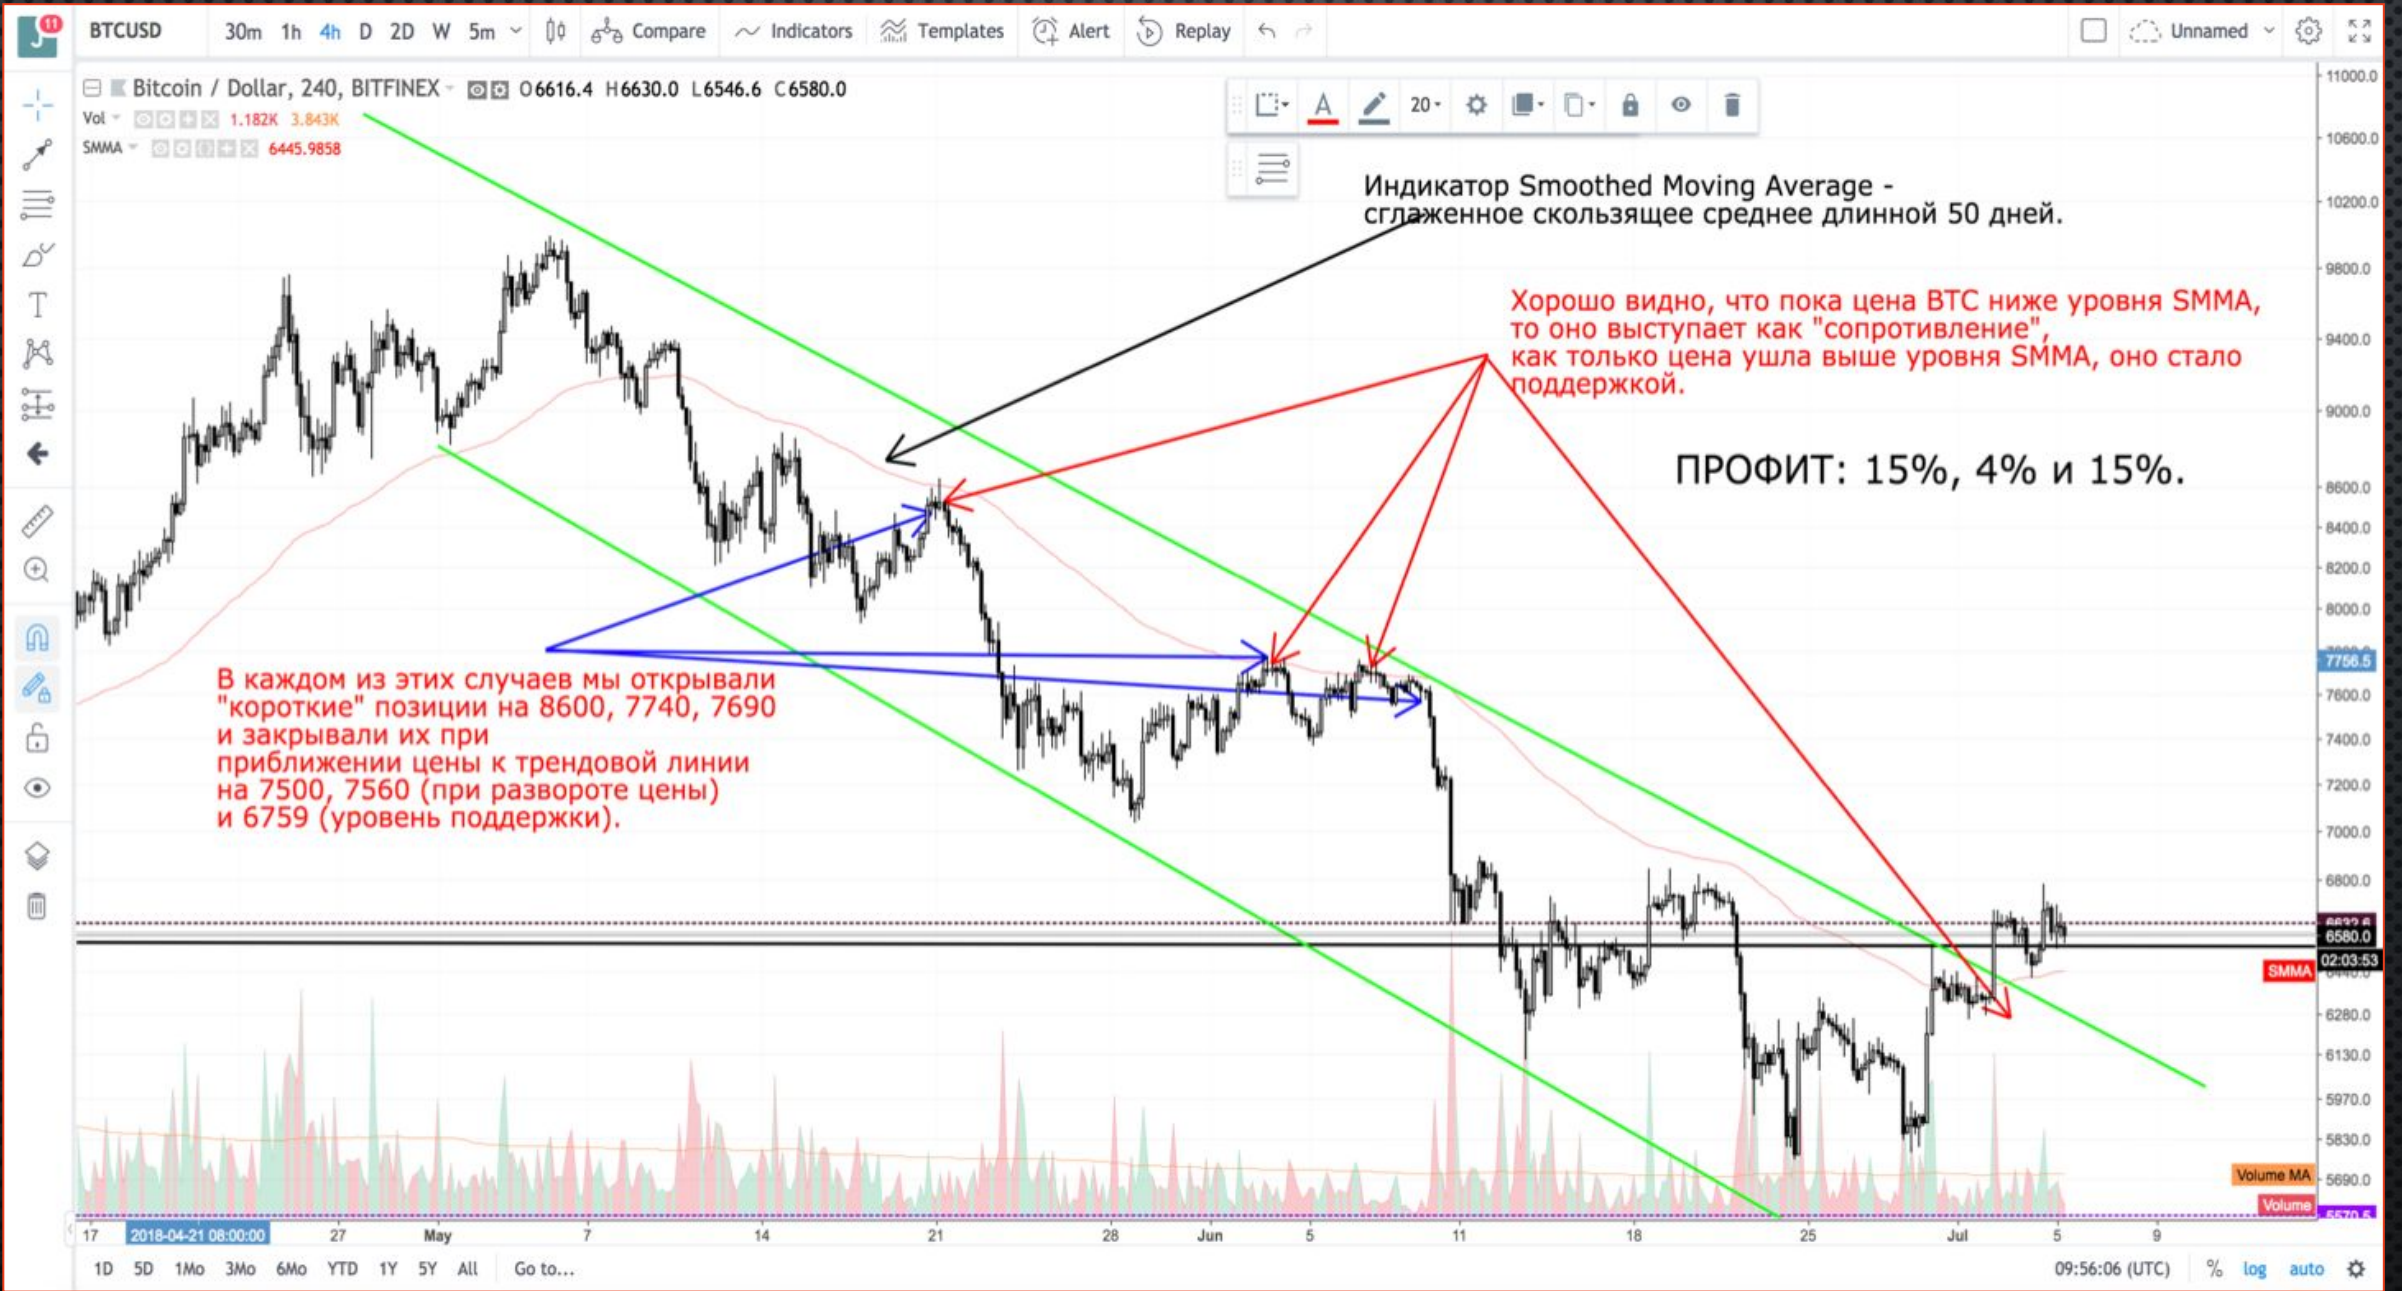 11
BTCUSD 30m 1h 4h D 2D W 5m Compare Indicators Templates Alert Replay Unnamed
Bitcoin / Dollar, 240, BITFINEX O6616.4 H6630.0 L6546.6 C6580.0
Vol 1.182K 3.843K
SMMA 6445.9858
20
Индикатор Smoothed Moving Average -
сглаженное скользящее среднее длинной 50 дней.
Хорошо видно, что пока цена BTC ниже уровня SMMA,
то оно выступает как "сопротивление",
как только цена ушла выше уровня SMMA, оно стало
поддержкой.
ПРОФИТ: 15%, 4% и 15%.
В каждом из этих случаев мы открывали
"короткие" позиции на 8600, 7740, 7690
и закрывали их при
приближении цены к трендовой линии
на 7500, 7560 (при развороте цены)
и 6759 (уровень поддержки).
11000.0
10600.0
10200.0
9800.0
9400.0
9000.0
8600.0
8400.0
8200.0
8000.0
7756.5
7600.0
7400.0
7200.0
7000.0
6800.0
6632.6
6580.0
02:03:53
SMMA
6280.0
6130.0
5970.0
5830.0
Volume MA
5690.0
Volume
5570.5
17 2018-04-21 08:00:00 27 May 7 14 21 28 Jun 5 11 18 25 Jul 5 9
1D 5D 1Mo 3Mo 6Mo YTD 1Y 5Y All Go to... 09:56:06 (UTC) % log auto